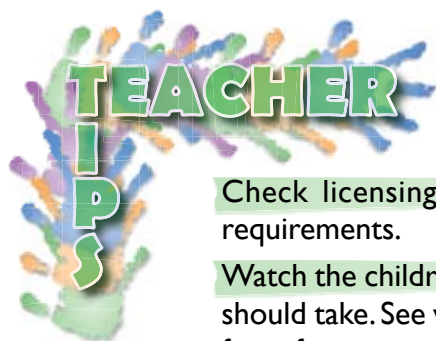 TEACHER
TIPS
Check licensing
requirements.
Watch the childr
should take. See